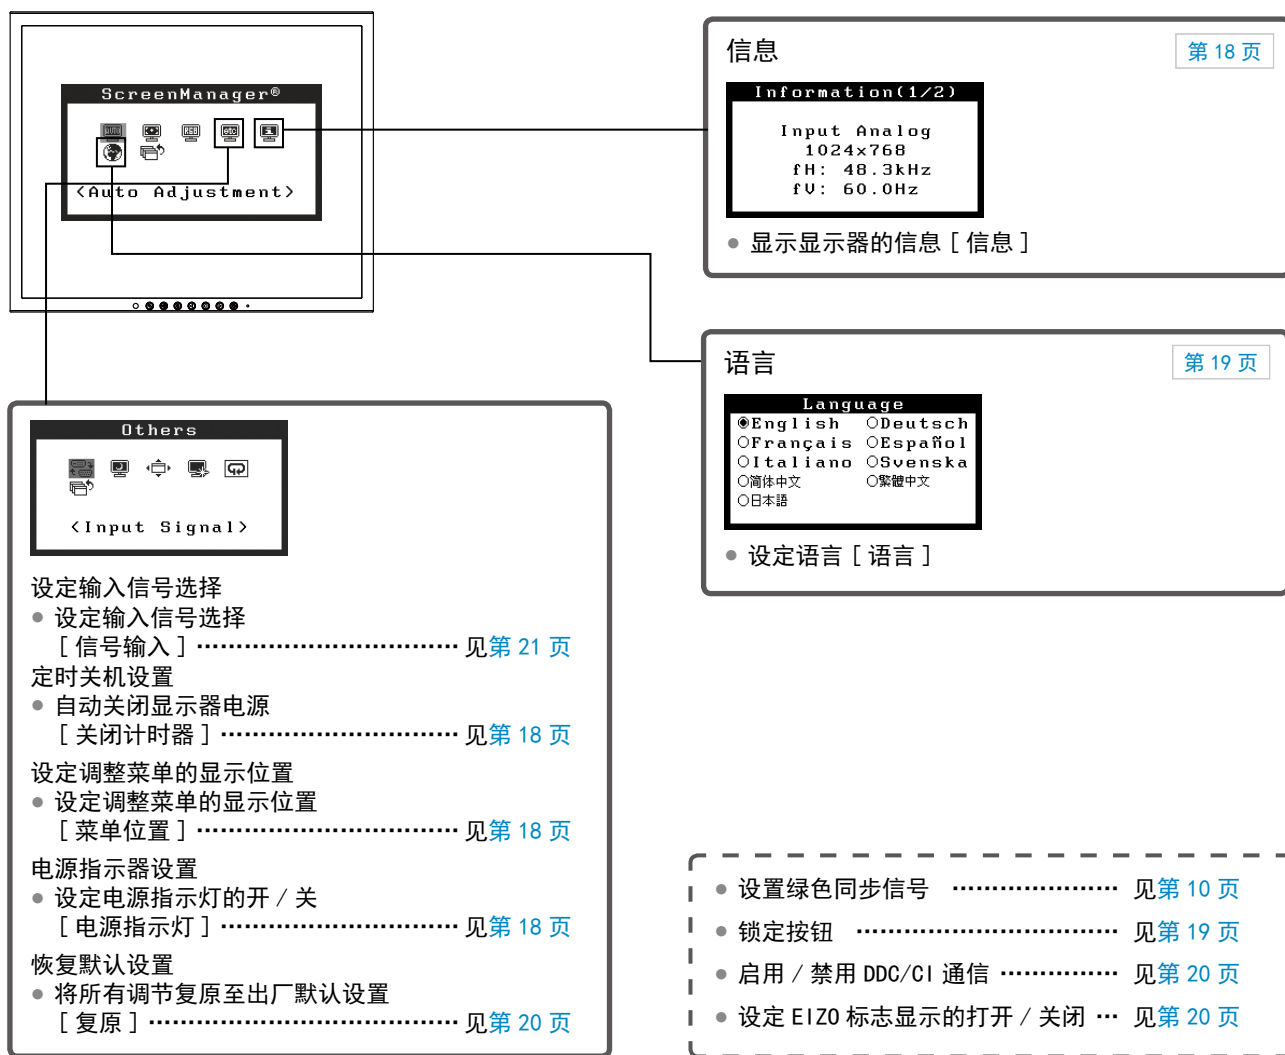 ScreenManager®
AUTO
RGB
etc
<Auto Adjustment>
信息
第 18 页
Information(1/2)
Input Analog
1024x768
fH: 48.3kHz
fV: 60.0Hz
● 显示显示器的信息 [ 信息 ]
语言
第 19 页
Language
English Deutsch
Français Español
Italiano Svenska
简体中文 繁體中文
日本語
● 设定语言 [ 语言 ]
Others
<Input Signal>
设定输入信号选择
● 设定输入信号选择
[ 信号输入 ] ································· 见第 21 页
定时关机设置
● 自动关闭显示器电源
[ 关闭计时器 ] ······························ 见第 18 页
设定调整菜单的显示位置
● 设定调整菜单的显示位置
[ 菜单位置 ] ································· 见第 18 页
电源指示器设置
● 设定电源指示灯的开 / 关
[ 电源指示灯 ] ······························ 见第 18 页
恢复默认设置
● 将所有调节复原至出厂默认设置
[ 复原 ] ······································· 见第 20 页
● 设置绿色同步信号 ····················· 见第 10 页
● 锁定按钮 ································· 见第 19 页
● 启用 / 禁用 DDC/CI 通信 ··············· 见第 20 页
● 设定 EIZO 标志显示的打开 / 关闭 ··· 见第 20 页